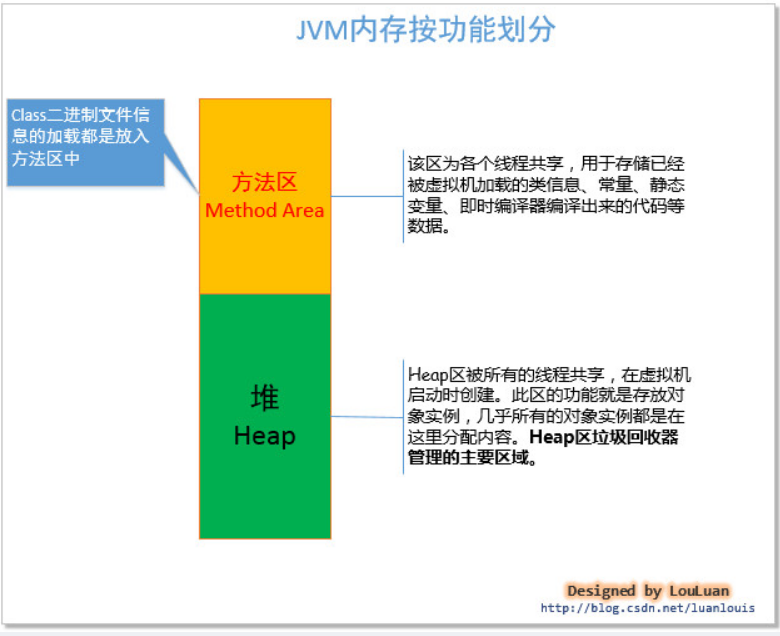 JVM内存按功能划分
Class二进制文件信
息的加载都是放入
方法区中
方法区
Method Area
该区为各个线程共享，用于存储已经
被虚拟机加载的类信息、常量、静态
变量、即时编译器编译出来的代码等
数据。
堆
Heap
Heap区被所有的线程共享，在虚拟机
启动时创建。此区的功能就是存放对
象实例，几乎所有的对象实例都是在
这里分配内容。Heap区垃圾回收器
管理的主要区域。
Designed by LouLuan
http://blog.csdn.net/luanlouis